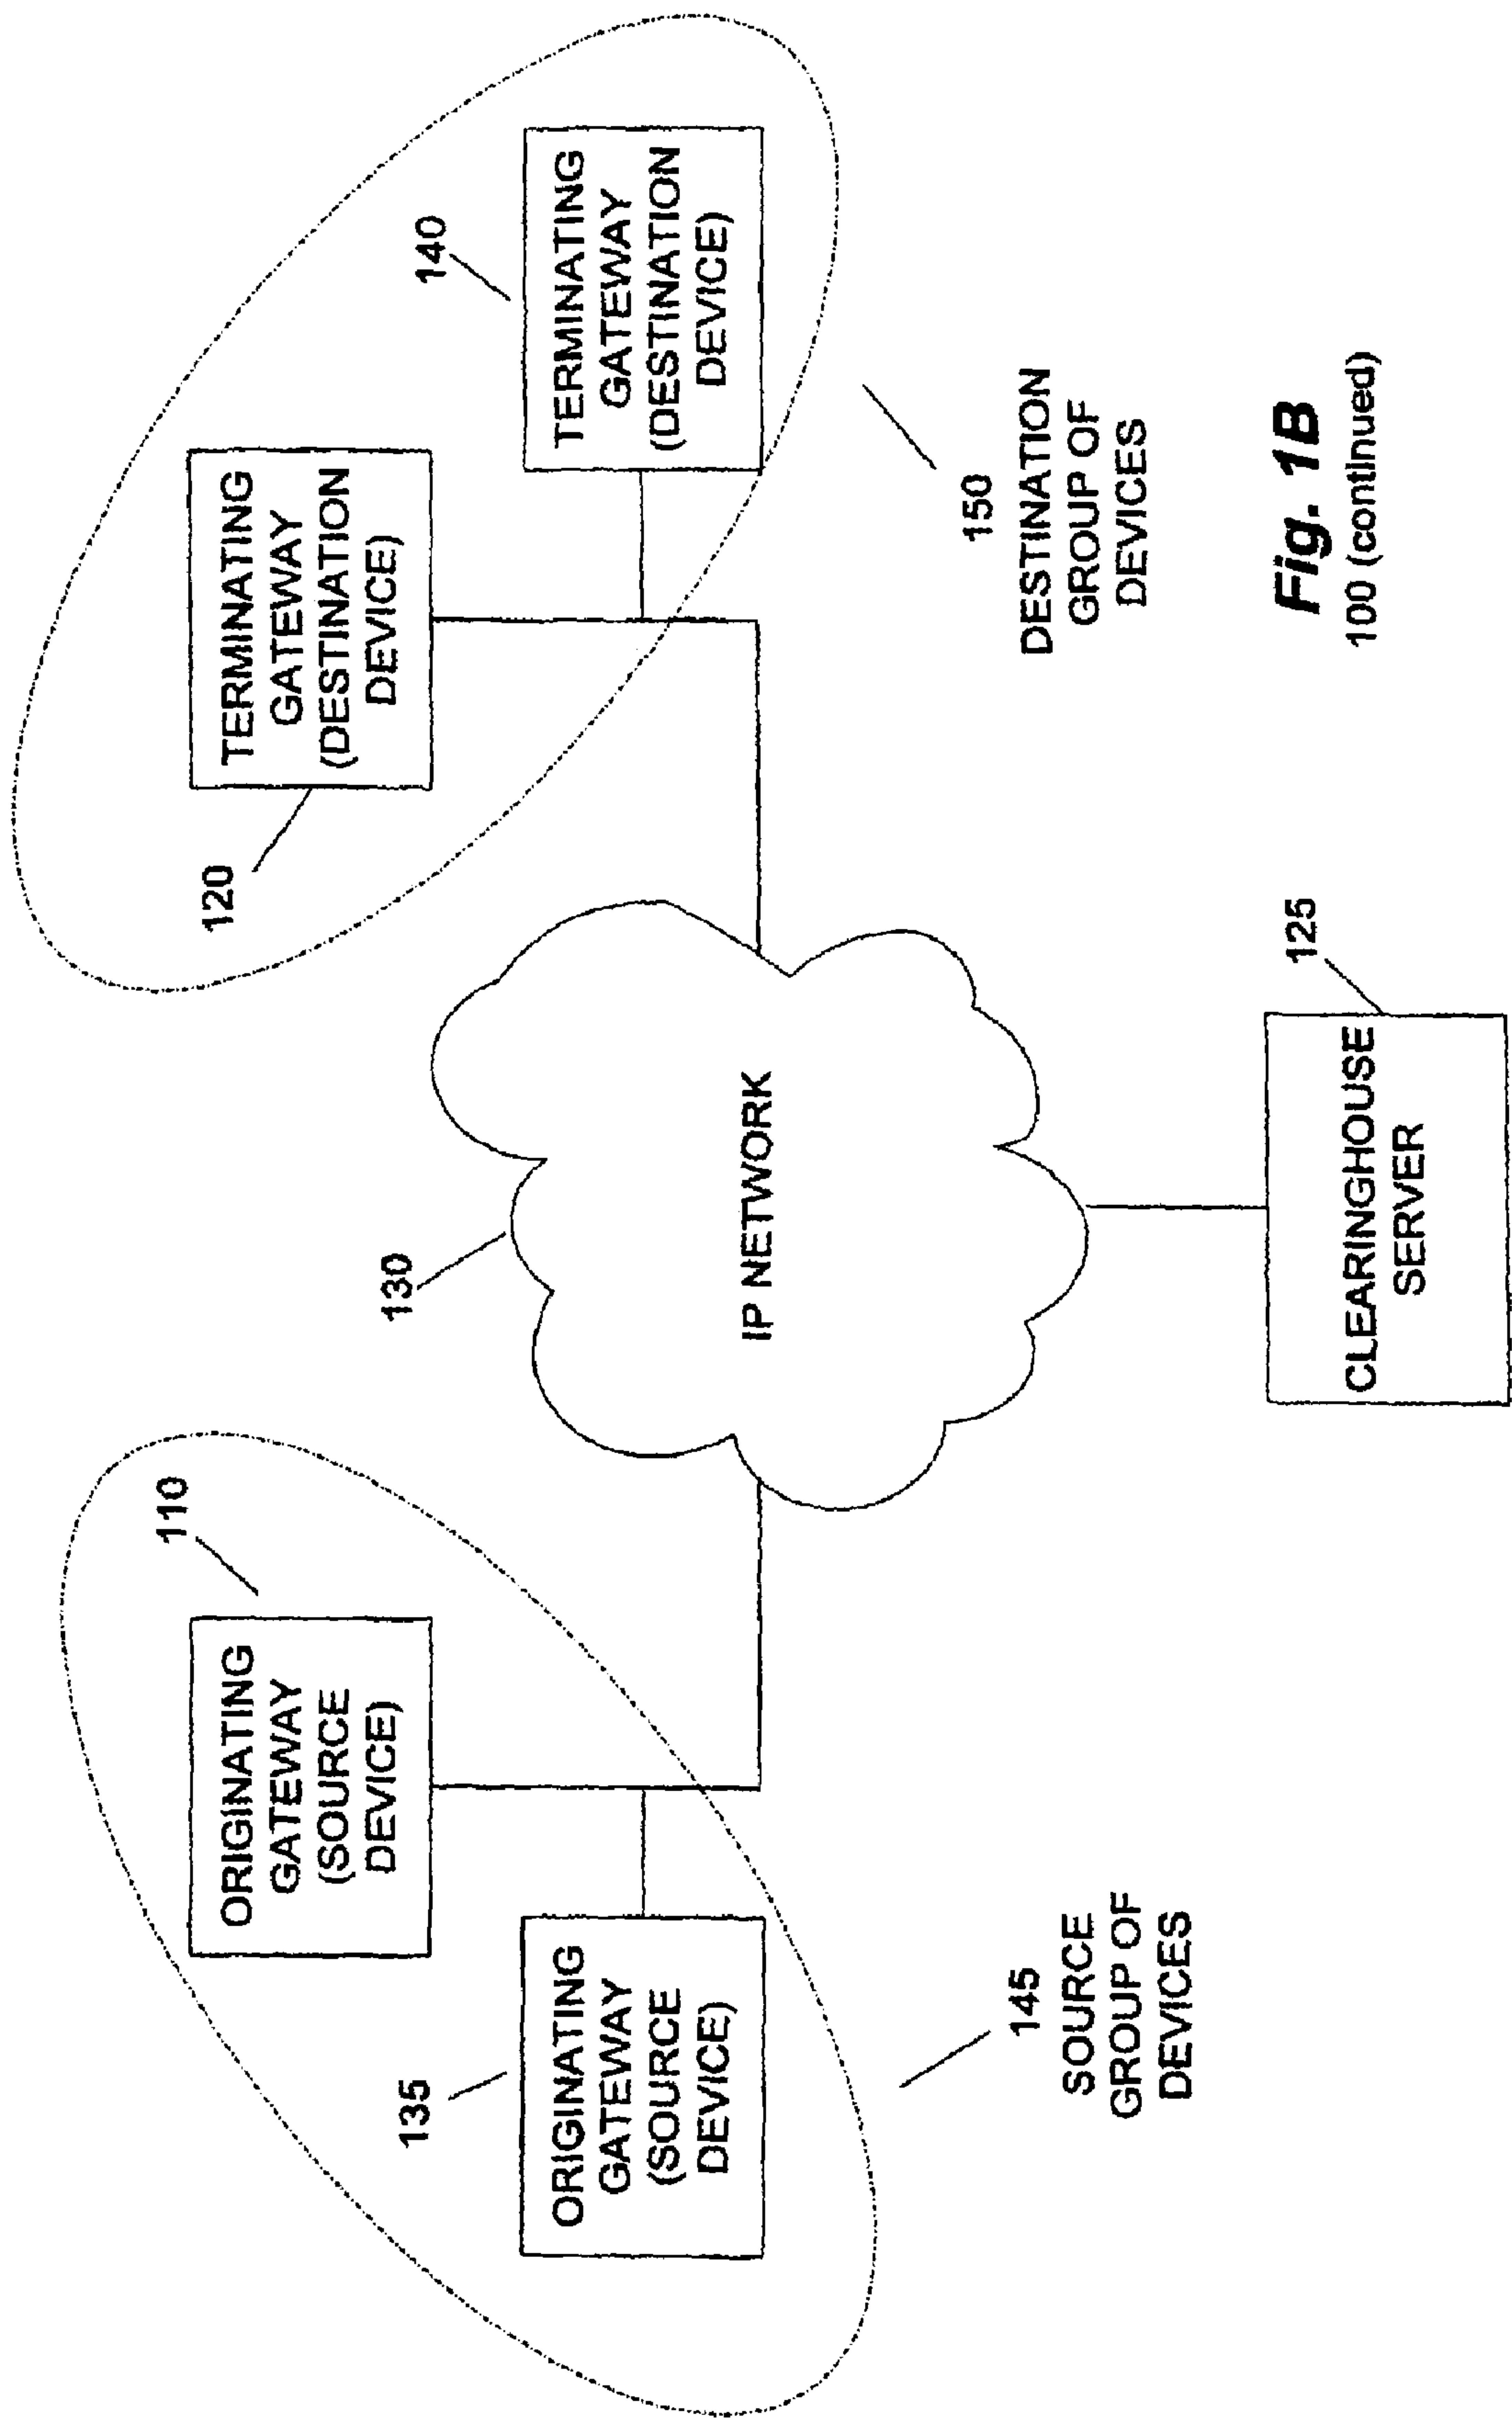 110
ORIGINATING
GATEWAY
(SOURCE
DEVICE)
135
ORIGINATING
GATEWAY
(SOURCE
DEVICE)
145
SOURCE
GROUP OF
DEVICES
130
IP NETWORK
125
CLEARINGHOUSE
SERVER
120
TERMINATING
GATEWAY
(DESTINATION
DEVICE)
140
TERMINATING
GATEWAY
(DESTINATION
DEVICE)
150
DESTINATION
GROUP OF
DEVICES
Fig. 1B
100 (continued)